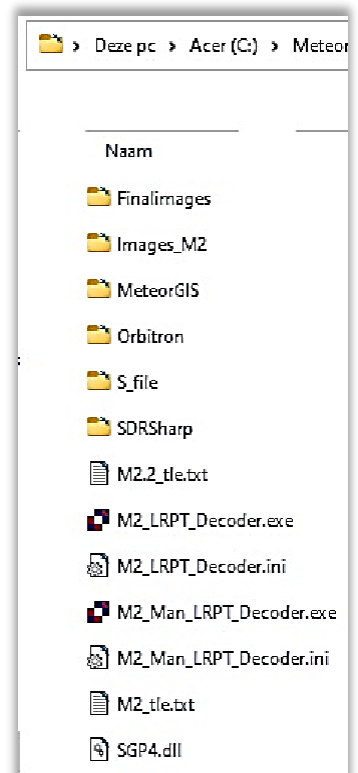 Deze pc > Acer (C:) > Meteor
Naam
Finalimages
Images_M2
MeteorGIS
Orbitron
S_file
SDRSharp
M2.2_tle.txt
M2_LRPT_Decoder.exe
M2_LRPT_Decoder.ini
M2_Man_LRPT_Decoder.exe
M2_Man_LRPT_Decoder.ini
M2_tle.txt
SGP4.dll